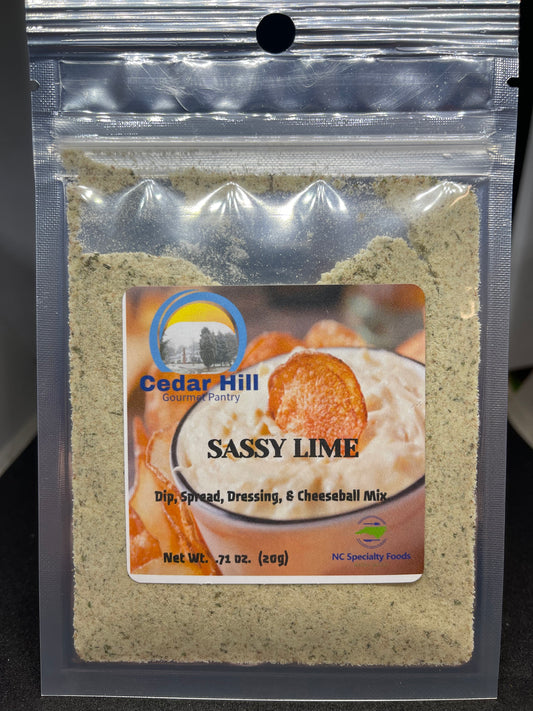 Cedar Hill
Gourmet Pantry
SASSY LIME
Dip, Spread, Dressing, & Cheeseball Mix
Net Wt. .71 oz. (20g)
NC Specialty Foods